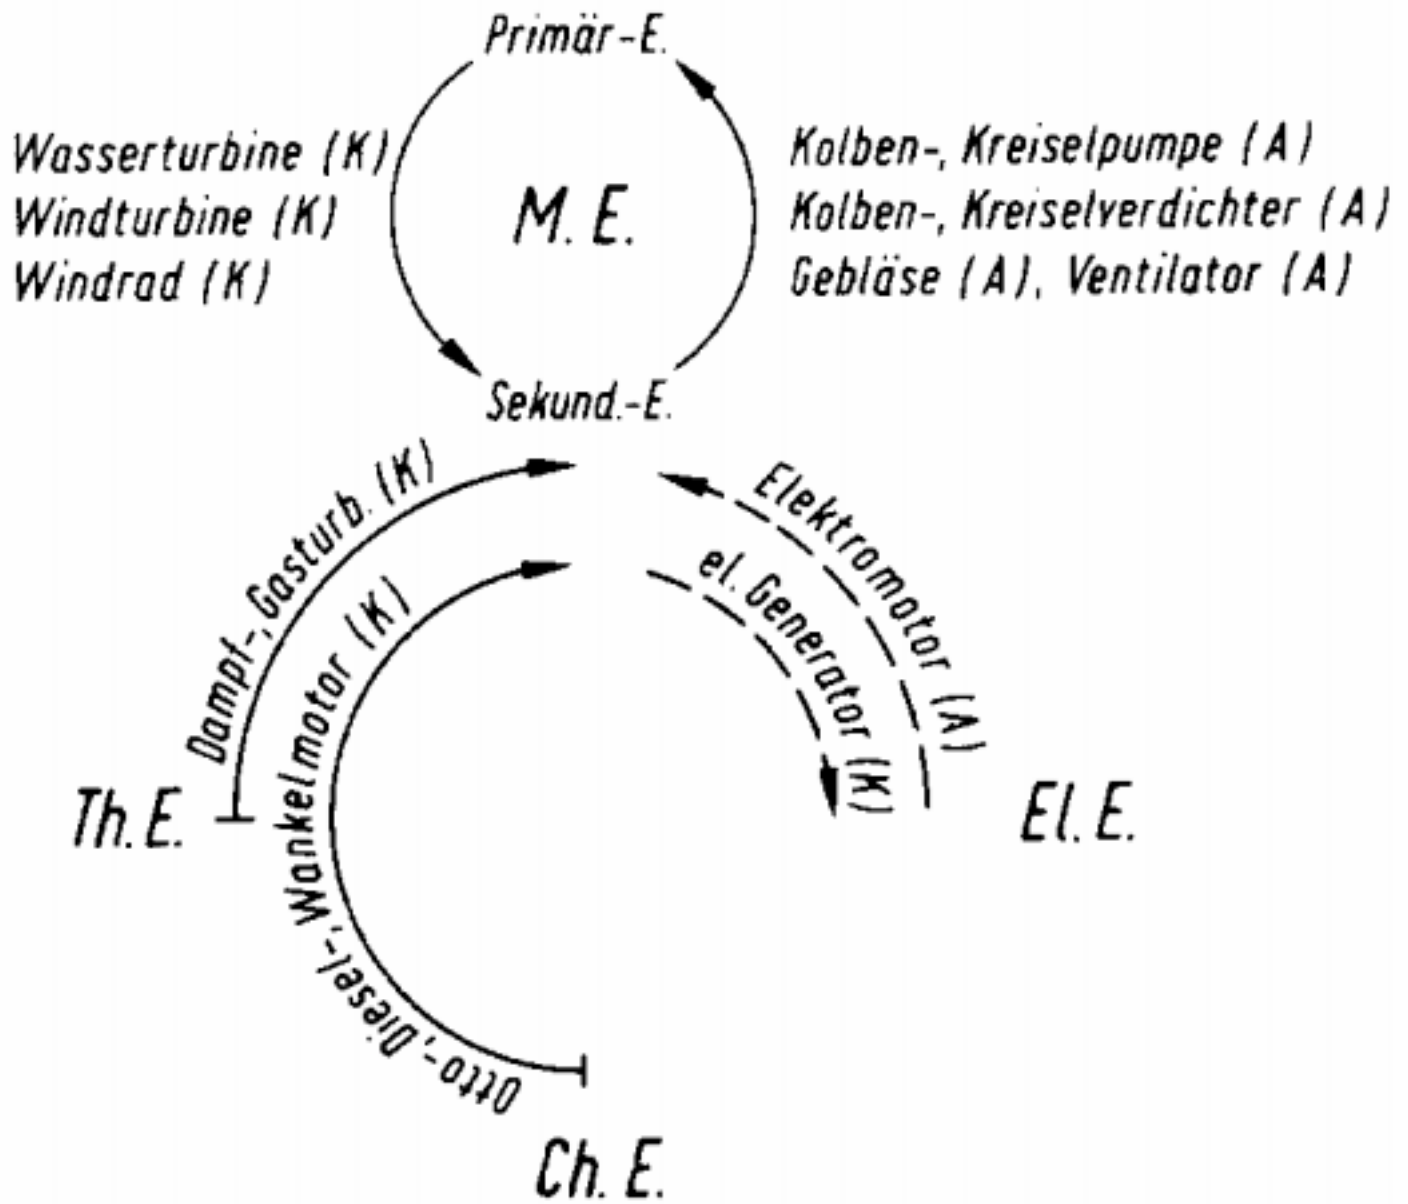 Primär-E.
Wasserturbine (K)
Windturbine (K)
Windrad (K)
M. E.
Kolben-, Kreiselpumpe (A)
Kolben-, Kreiselverdichter (A)
Gebläse (A), Ventilator (A)
Sekund.-E.
Dampf-, Gasturb. (K)
Otto-, Diesel-, Wankelmotor (K)
Elektromotor (A)
el. Generator (K)
Th. E.
El. E.
Ch. E.